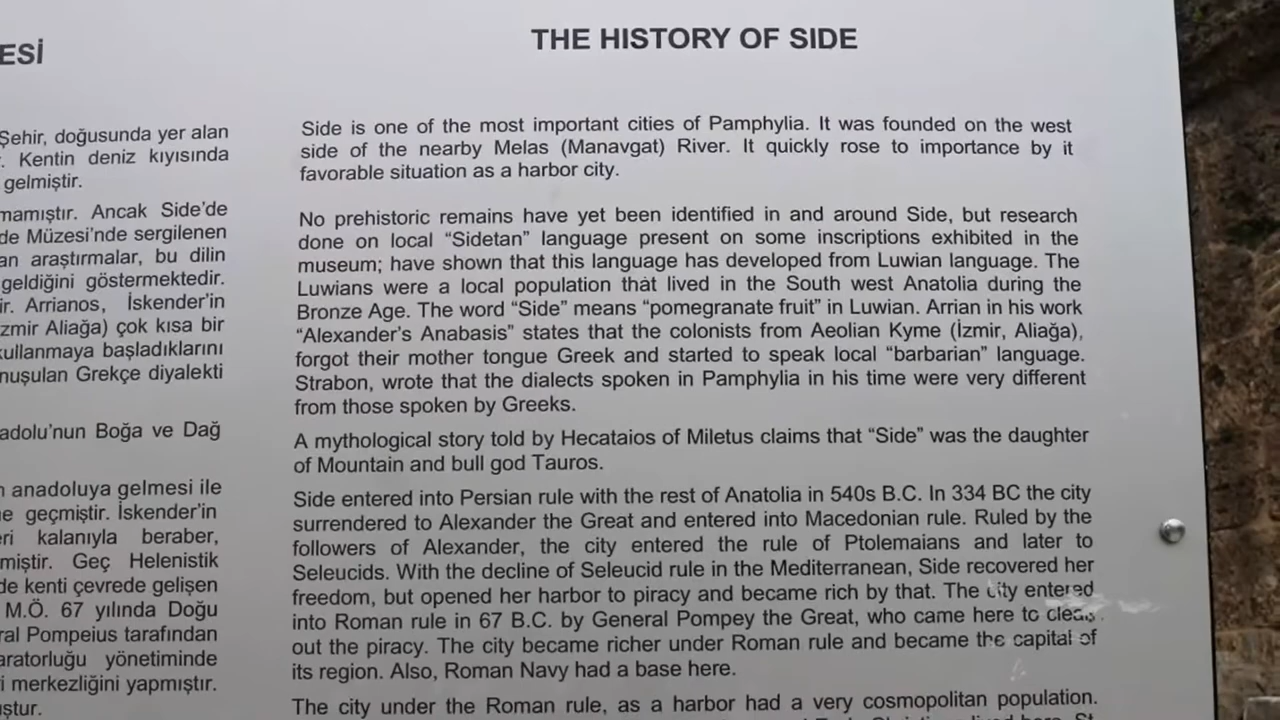 ESİ
Şehir, doğusunda yer alan
. Kentin deniz kıyısında
gelmiştir.
mamıştır. Ancak Side’de
de Müzesi’nde sergilenen
an araştırmalar, bu dilin
geldiğini göstermektedir.
ir. Arrianos, İskender’in
zmir Aliağa) çok kısa bir
kullanmaya başladıklarını
nuşulan Grekçe diyalekti
adolu’nun Boğa ve Dağ
n anadoluya gelmesi ile
ne geçmiştir. İskender’in
eri kalanıyla beraber,
miştir. Geç Helenistik
de kenti çevrede gelişen
M.Ö. 67 yılında Doğu
ral Pompeius tarafından
aratorluğu yönetiminde
i merkezliğini yapmıştır.
uştur.
THE HISTORY OF SIDE
Side is one of the most important cities of Pamphylia. It was founded on the west
side of the nearby Melas (Manavgat) River. It quickly rose to importance by it
favorable situation as a harbor city.
No prehistoric remains have yet been identified in and around Side, but research
done on local “Sidetan” language present on some inscriptions exhibited in the
museum; have shown that this language has developed from Luwian language. The
Luwians were a local population that lived in the South west Anatolia during the
Bronze Age. The word “Side” means “pomegranate fruit” in Luwian. Arrian in his work
“Alexander’s Anabasis” states that the colonists from Aeolian Kyme (İzmir, Aliağa),
forgot their mother tongue Greek and started to speak local “barbarian” language.
Strabon, wrote that the dialects spoken in Pamphylia in his time were very different
from those spoken by Greeks.
A mythological story told by Hecataios of Miletus claims that “Side” was the daughter
of Mountain and bull god Tauros.
Side entered into Persian rule with the rest of Anatolia in 540s B.C. In 334 BC the city
surrendered to Alexander the Great and entered into Macedonian rule. Ruled by the
followers of Alexander, the city entered the rule of Ptolemaians and later to
Seleucids. With the decline of Seleucid rule in the Mediterranean, Side recovered her
freedom, but opened her harbor to piracy and became rich by that. The city entered
into Roman rule in 67 B.C. by General Pompey the Great, who came here to clear
out the piracy. The city became richer under Roman rule and became the capital of
its region. Also, Roman Navy had a base here.
The city under the Roman rule, as a harbor had a very cosmopolitan population.